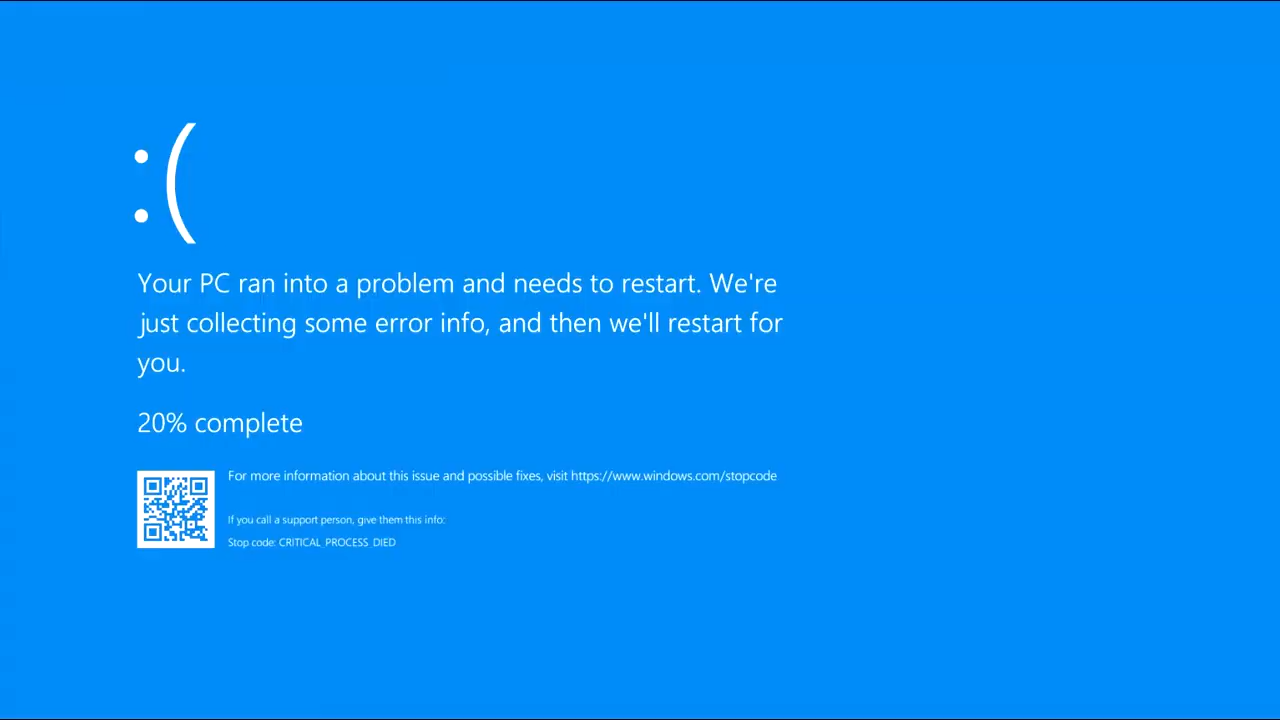 :(
Your PC ran into a problem and needs to restart. We're
just collecting some error info, and then we'll restart for
you.
20% complete
For more information about this issue and possible fixes, visit https://www.windows.com/stopcode
If you call a support person, give them this info:
Stop code: CRITICAL_PROCESS_DIED